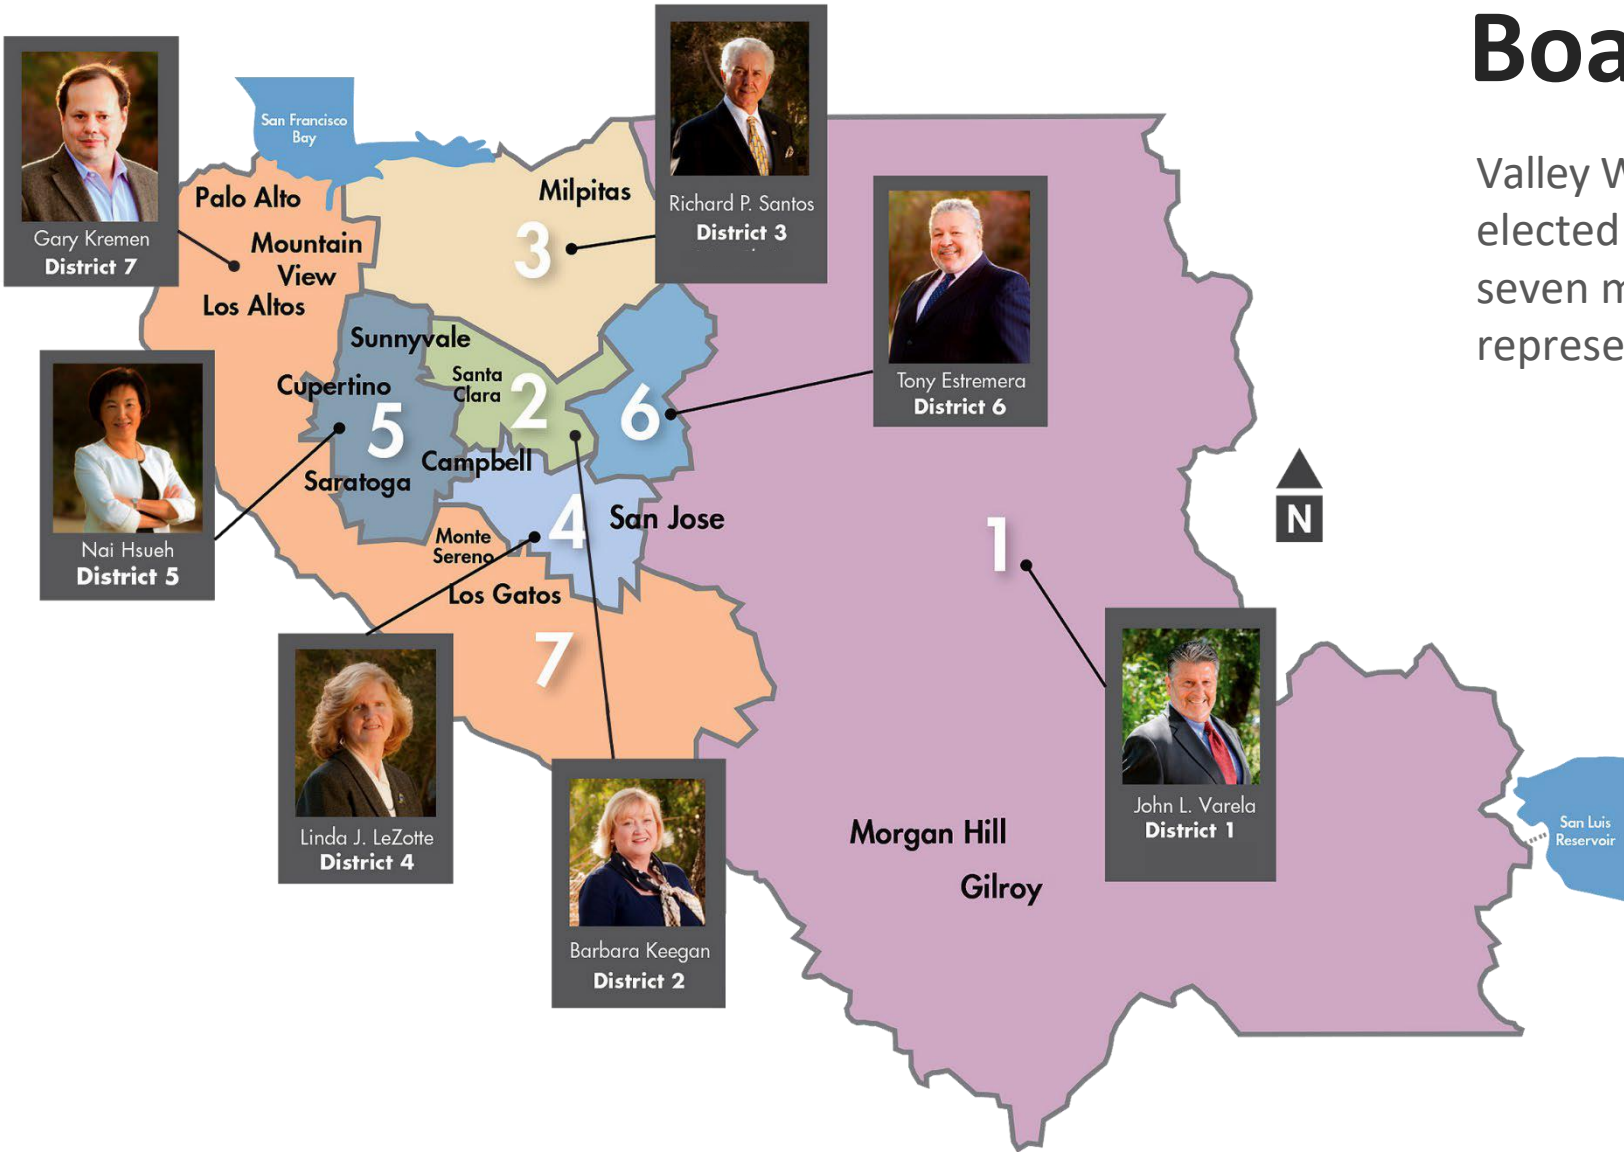 Boa
Valley W
elected
seven m
represe
San Francisco
Bay
Gary Kremen
District 7
Richard P. Santos
District 3
Tony Estremera
District 6
Nai Hsueh
District 5
Linda J. LeZotte
District 4
Barbara Keegan
District 2
John L. Varela
District 1
Palo Alto
Mountain
View
Los Altos
Milpitas
3
Sunnyvale
Cupertino
Santa
Clara
2
6
5
Campbell
Saratoga
4
San Jose
Monte
Sereno
Los Gatos
7
1
N
Morgan Hill
Gilroy
San Luis
Reservoir